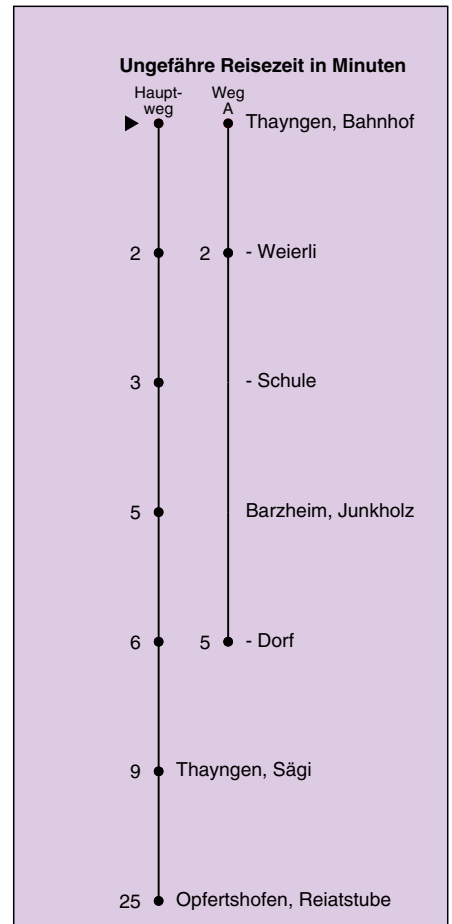 Ungefähre Reisezeit in Minuten
Haupt- Weg
weg A
Thayngen, Bahnhof
2 2 - Weierli
3 - Schule
5 Barzheim, Junkholz
6 5 - Dorf
9 Thayngen, Sägi
25 Opfertshofen, Reiatstube